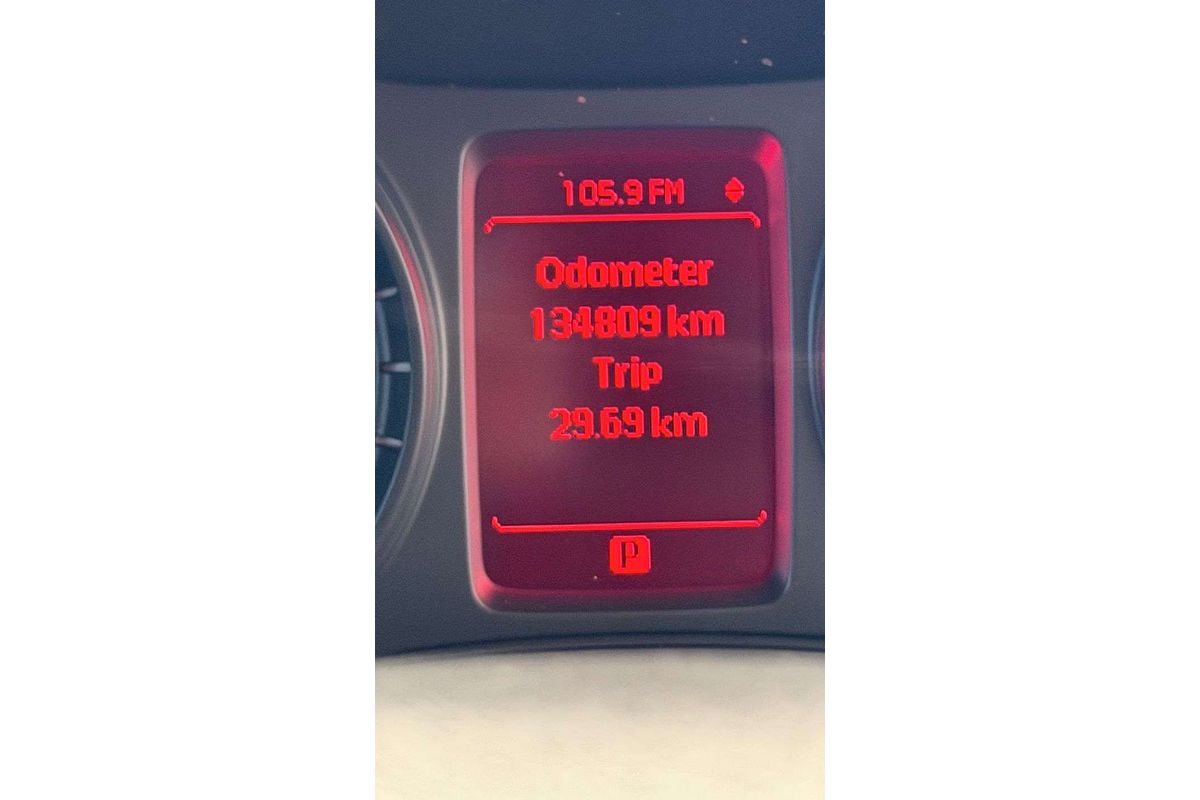 105.9 FM
Odometer
134809 km
Trip
29.69 km
P